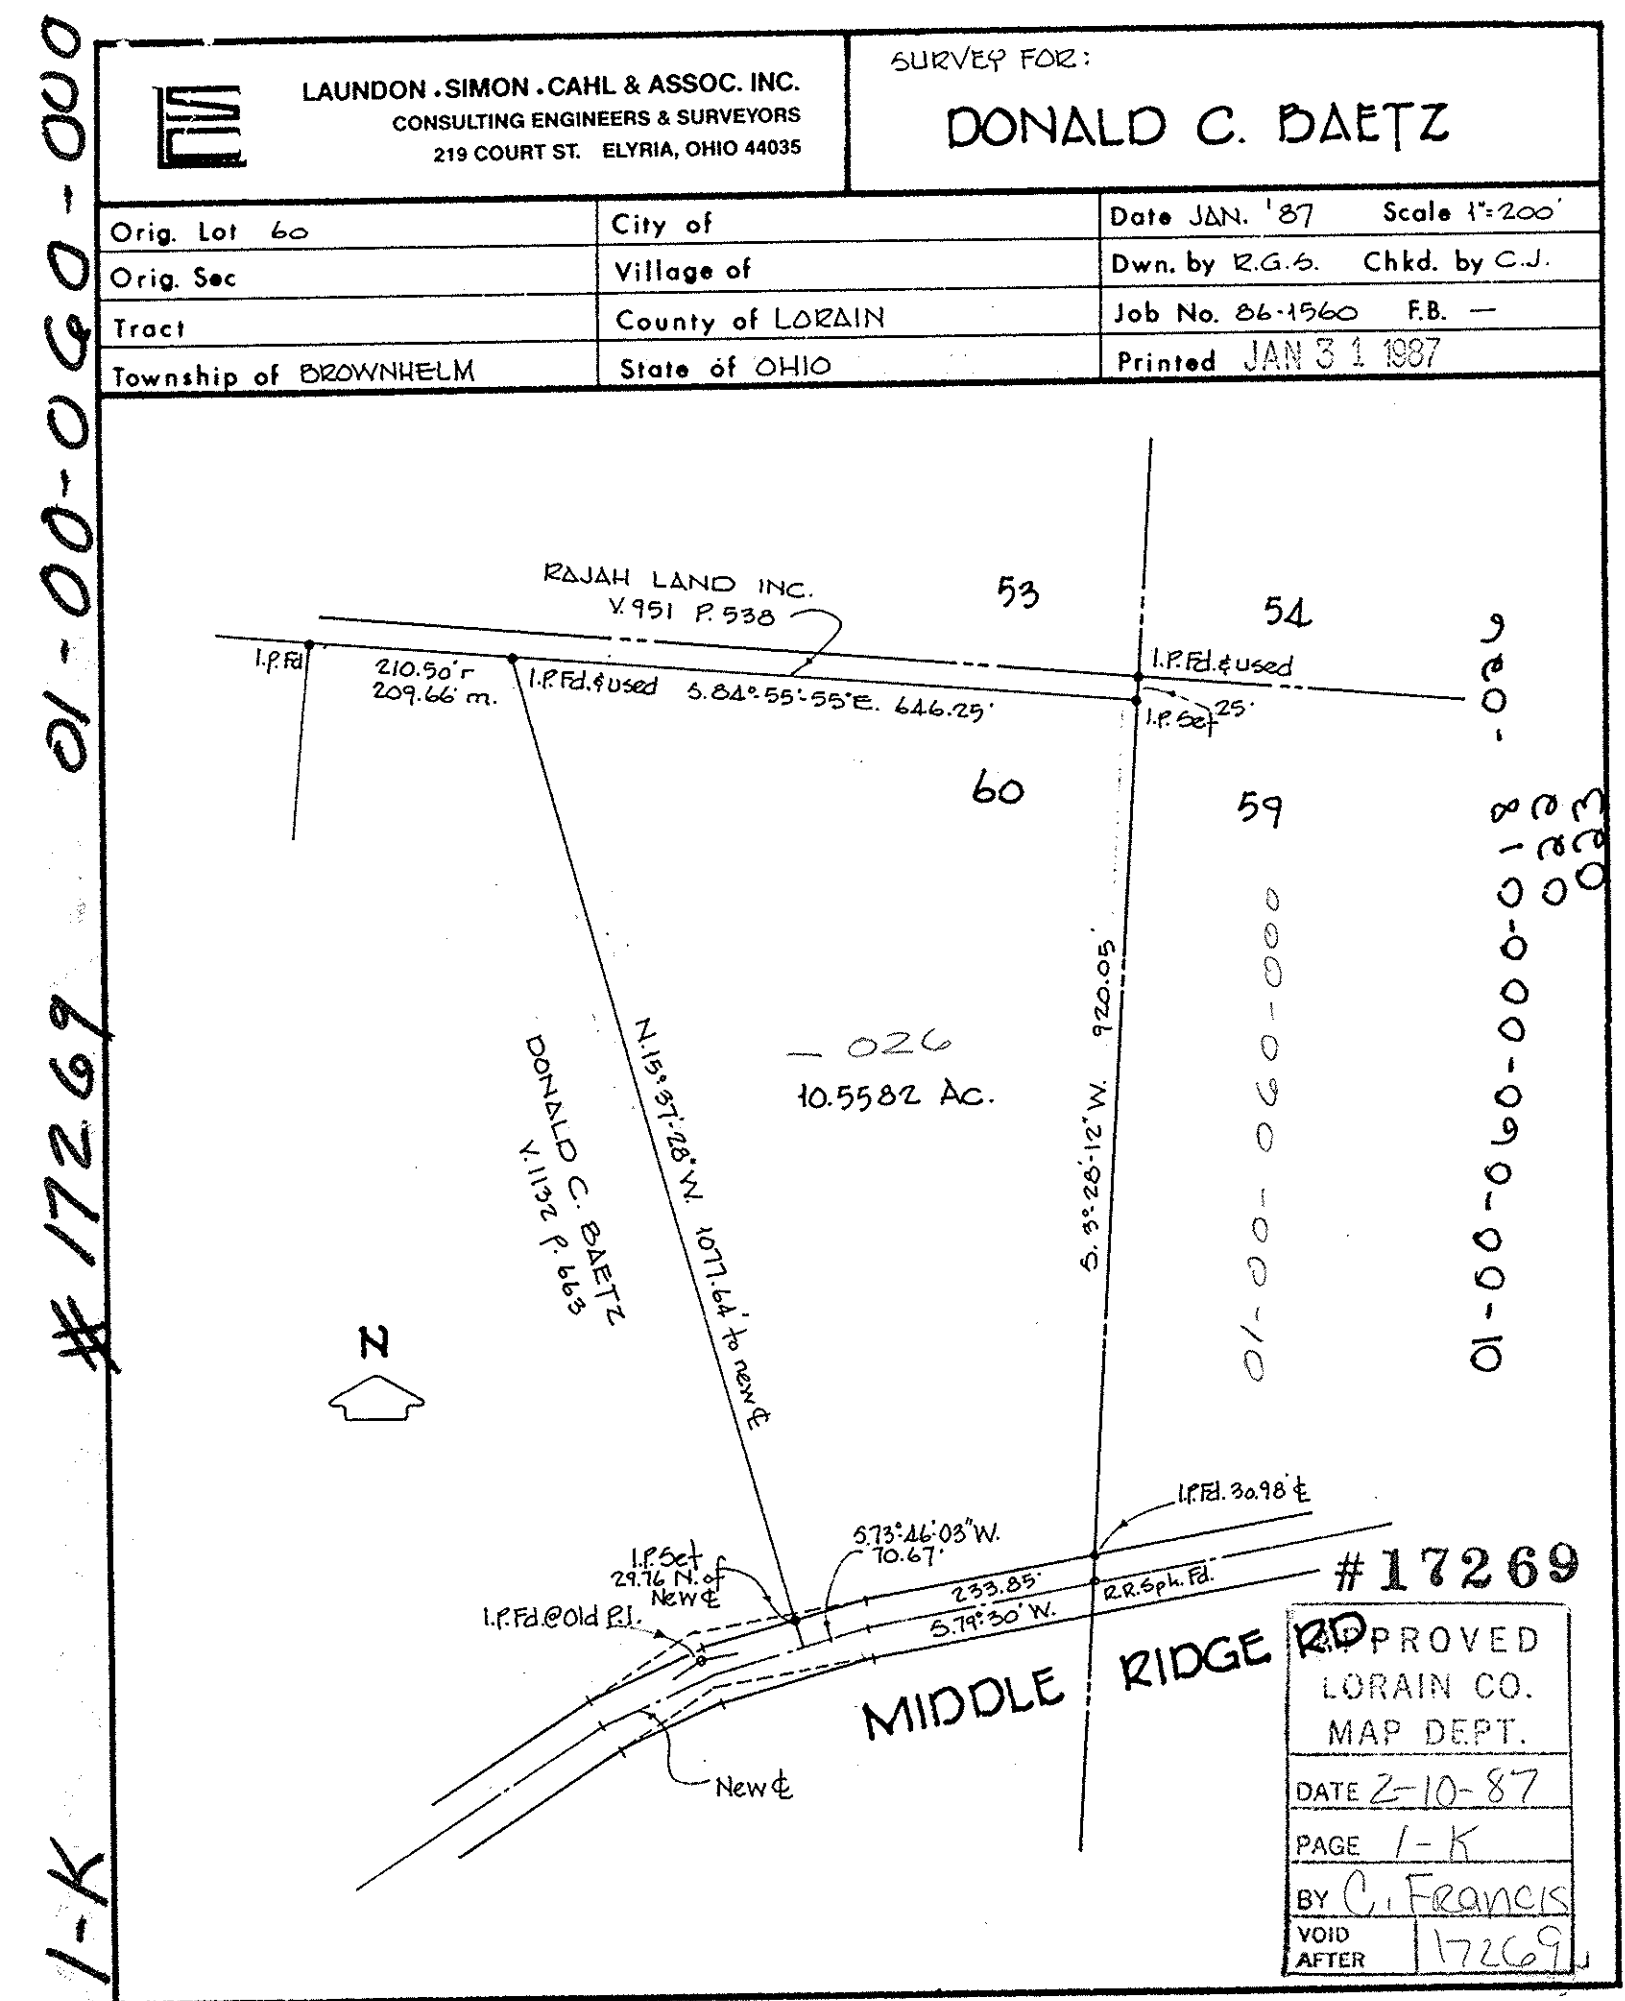 LAUNDON . SIMON . CAHL & ASSOC. INC.
CONSULTING ENGINEERS & SURVEYORS
219 COURT ST. ELYRIA, OHIO 44035
SURVEY FOR:
DONALD C. BAETZ
Orig. Lot 60
Orig. Sec
Tract
Township of BROWNHELM
City of
Village of
County of LORAIN
State of OHIO
Date JAN. '87 Scale 1"=200'
Dwn. by R.G.S. Chkd. by C.J.
Job No. 86-1560 F.B. —
Printed JAN 31 1987
01-00-060-000
# 17269
1-K
RAJAH LAND INC.
V. 951 P. 538
53
54
I.P. Fd
210.50' r
209.66' m.
I.P. Fd. & used
S. 84°-55'-55" E. 646.25'
I.P. Fd. & used
25'
I.P. Set
60
59
-026
01-00-060-000-018
022
023
01-00-060-000
S. 3°-28'-12" W. 920.05'
— 026
10.5582 Ac.
N. 15°-37'-28" W. 1077.64' to new ℄
DONALD C. BAETZ
V. 1132 P. 663
N
I.P. Fd. 30.98' ℄
S. 73°-46'-03" W.
70.67'
I.P. Set
29.76 N. of
New ℄
I.P. Fd. @ Old P.I.
233.85'
S. 79°-30' W.
R.R. Spk. Fd.
MIDDLE RIDGE RD.
New ℄
#17269
APPROVED
LORAIN CO.
MAP DEPT.
DATE 2-10-87
PAGE 1-K
BY C. Francis
VOID
AFTER 17269